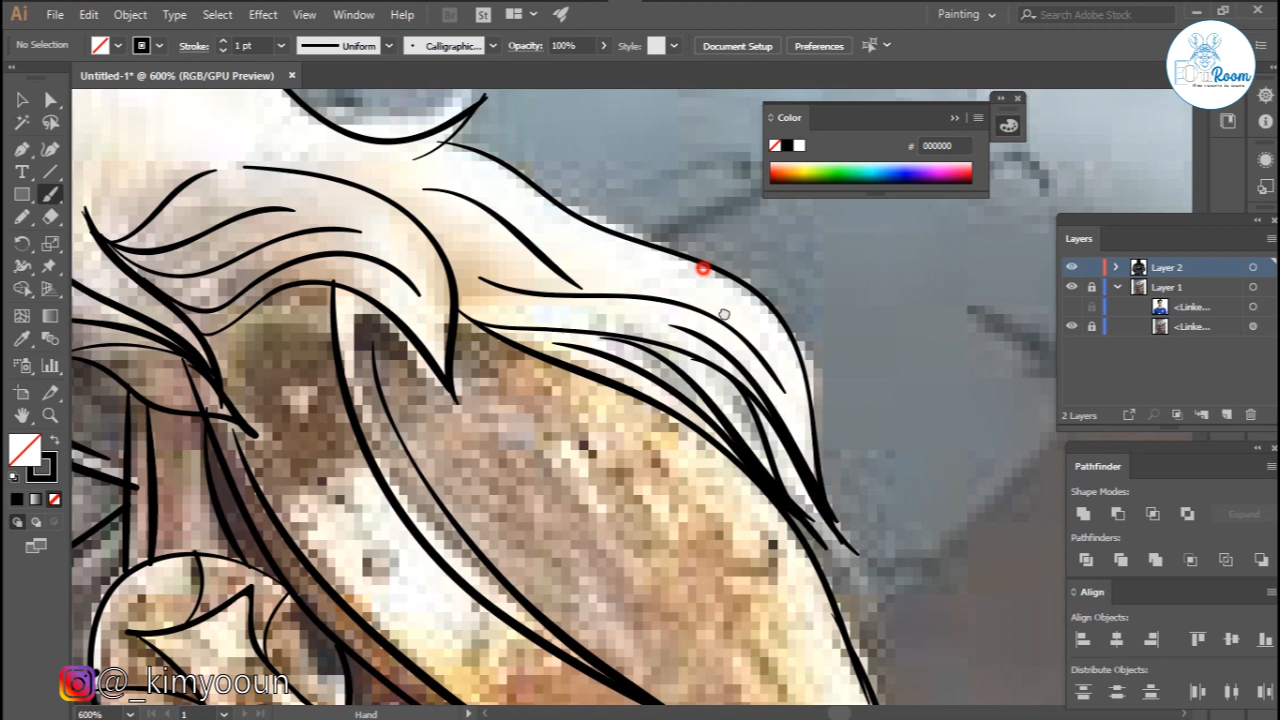 Ai File Edit Object Type Select Effect View Window Help Br St Painting Search Adobe Stock
No Selection Stroke: 1 pt Uniform Calligraphic... Opacity: 100% Style: Document Setup Preferences
Room
Untitled-1* @ 600% (RGB/GPU Preview)
Color
# 000000
Layers
Layer 2
Layer 1
<Linke...
<Linke...
2 Layers
Pathfinder
Shape Modes:
Expand
Pathfinders:
Align
Align Objects:
Distribute Objects:
@_kimyooun
600% 1 Hand